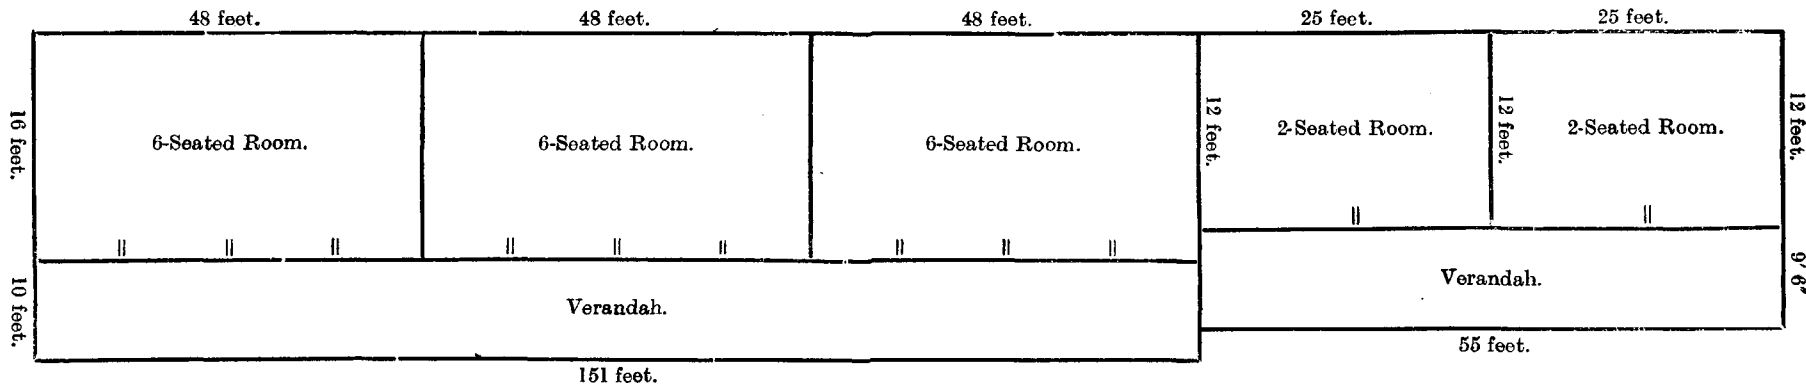 48 feet.
48 feet.
48 feet.
25 feet.
25 feet.
16 feet.
6-Seated Room.
6-Seated Room.
6-Seated Room.
12 feet.
2-Seated Room.
12 feet.
2-Seated Room.
12 feet.
10 feet.
Verandah.
Verandah.
9' 6"
151 feet.
55 feet.